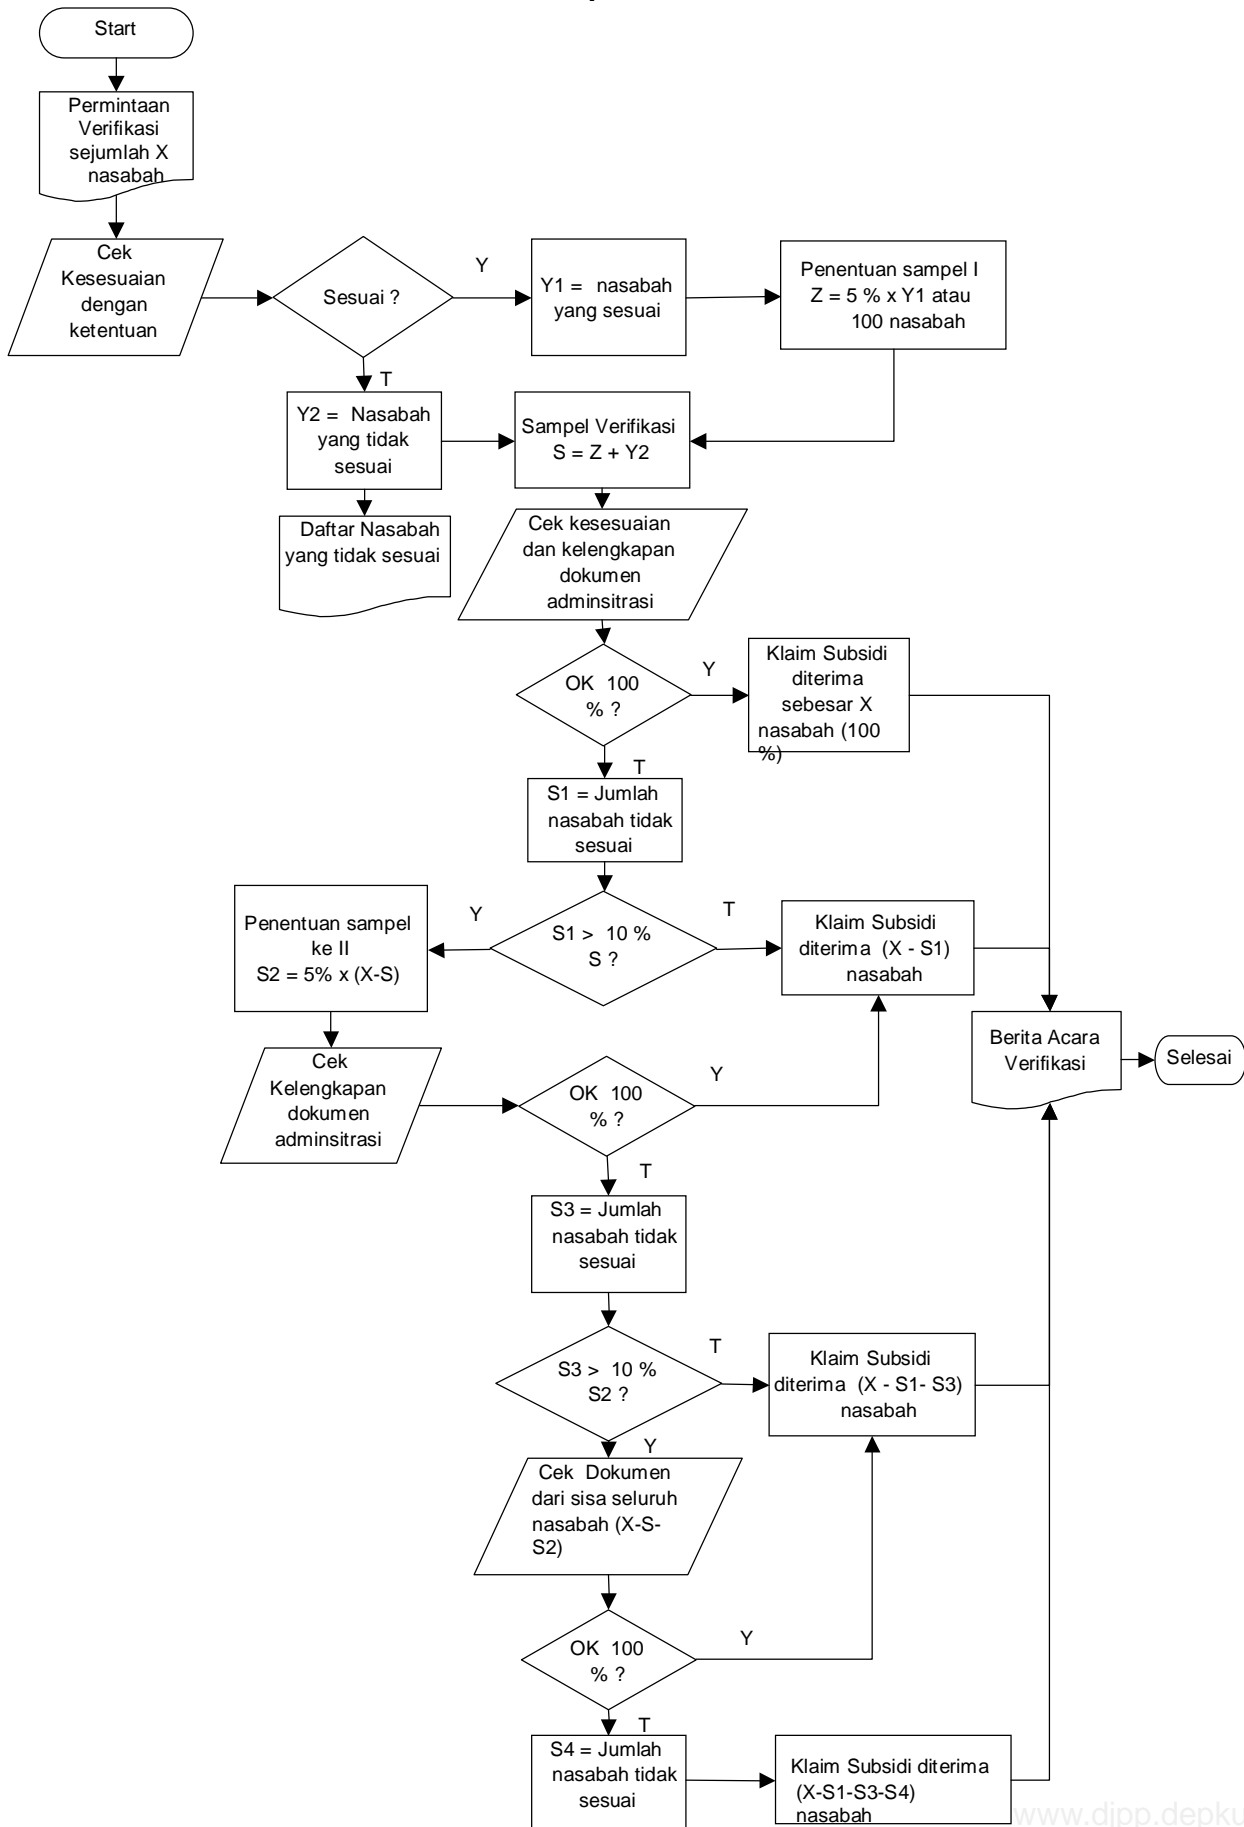 Start
Permintaan
Verifikasi
sejumlah X
nasabah
Cek
Kesesuaian
dengan
ketentuan
Sesuai ?
Y
Y1 = nasabah
yang sesuai
Penentuan sampel I
Z = 5 % x Y1 atau
100 nasabah
T
Y2 = Nasabah
yang tidak
sesuai
Sampel Verifikasi
S = Z + Y2
Daftar Nasabah
yang tidak sesuai
Cek kesesuaian
dan kelengkapan
dokumen
adminsitrasi
OK 100
% ?
Y
Klaim Subsidi
diterima
sebesar X
nasabah (100
%)
T
S1 = Jumlah
nasabah tidak
sesuai
S1 > 10 %
S ?
Y
T
Penentuan sampel
ke II
S2 = 5% x (X-S)
Klaim Subsidi
diterima (X - S1)
nasabah
Berita Acara
Verifikasi
Selesai
Cek
Kelengkapan
dokumen
adminsitrasi
OK 100
% ?
Y
T
S3 = Jumlah
nasabah tidak
sesuai
S3 > 10 %
S2 ?
T
Klaim Subsidi
diterima (X - S1- S3)
nasabah
Y
Cek Dokumen
dari sisa seluruh
nasabah (X-S-
S2)
OK 100
% ?
Y
T
S4 = Jumlah
nasabah tidak
sesuai
Klaim Subsidi diterima
(X-S1-S3-S4)
nasabah
www.djpp.depku